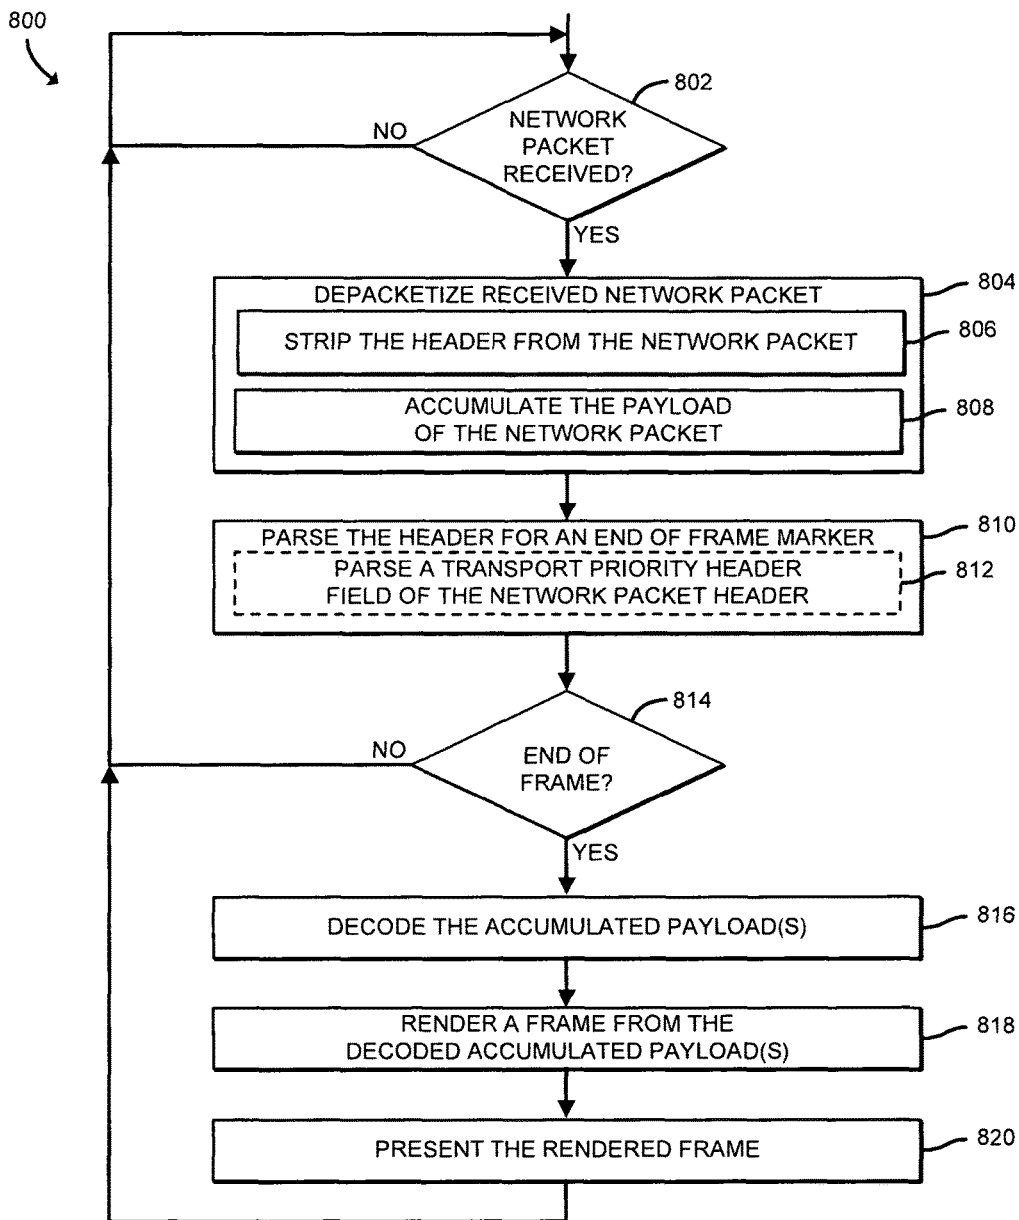 800
802
NETWORK
PACKET
RECEIVED?
NO
YES
804
DEPACKETIZE RECEIVED NETWORK PACKET
806
STRIP THE HEADER FROM THE NETWORK PACKET
808
ACCUMULATE THE PAYLOAD
OF THE NETWORK PACKET
810
PARSE THE HEADER FOR AN END OF FRAME MARKER
812
PARSE A TRANSPORT PRIORITY HEADER
FIELD OF THE NETWORK PACKET HEADER
814
NO
END OF
FRAME?
YES
816
DECODE THE ACCUMULATED PAYLOAD(S)
818
RENDER A FRAME FROM THE
DECODED ACCUMULATED PAYLOAD(S)
820
PRESENT THE RENDERED FRAME